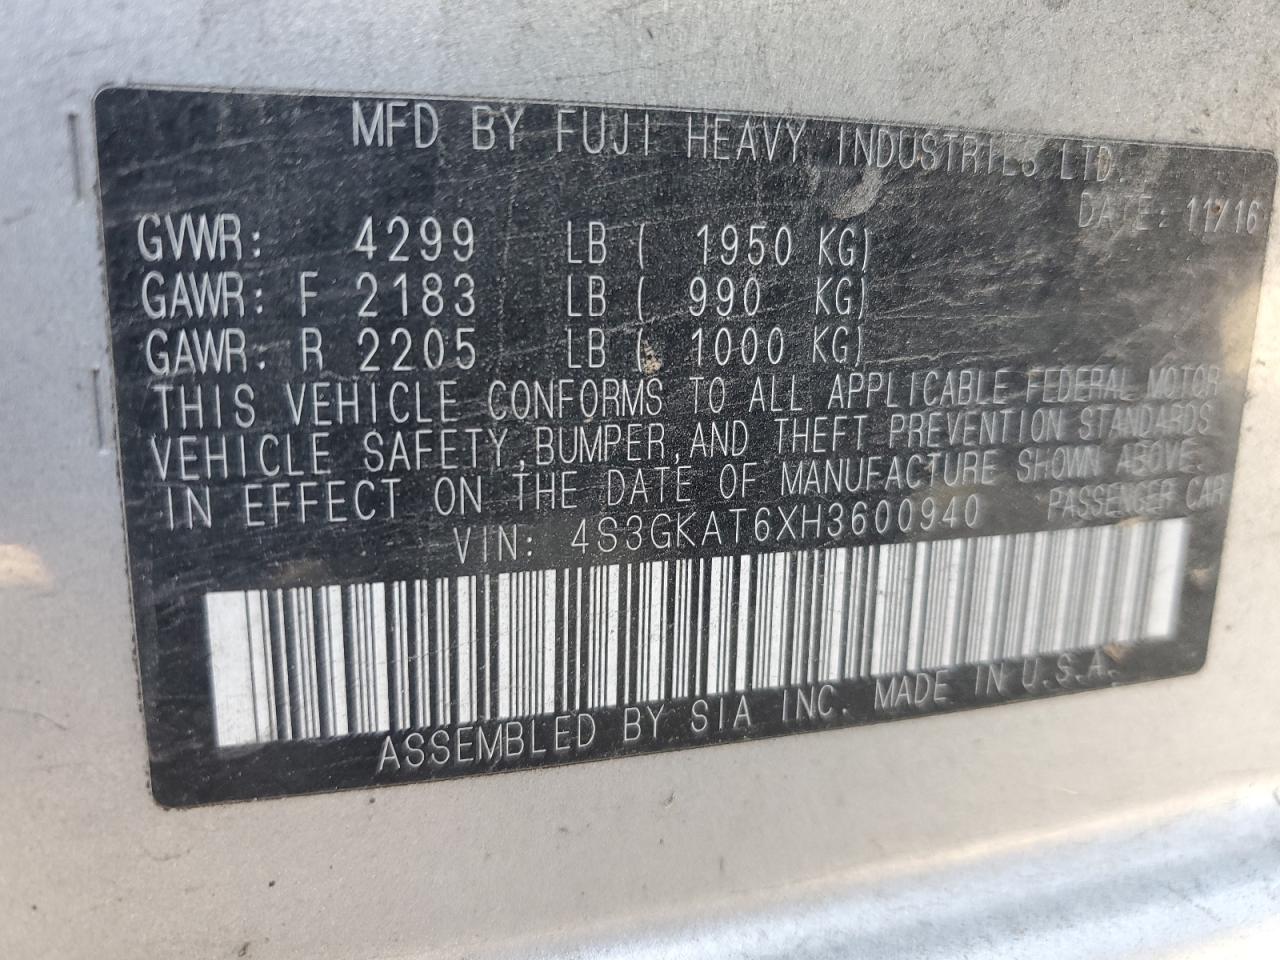 MFD BY FUJI HEAVY INDUSTRIES LTD.
DATE: 11/16
GVWR: 4299 LB ( 1950 KG)
GAWR: F 2183 LB ( 990 KG)
GAWR: R 2205 LB ( 1000 KG)
THIS VEHICLE CONFORMS TO ALL APPLICABLE FEDERAL MOTOR
VEHICLE SAFETY, BUMPER, AND THEFT PREVENTION STANDARDS
IN EFFECT ON THE DATE OF MANUFACTURE SHOWN ABOVE.
VIN: 4S3GKAT6XH3600940 PASSENGER CAR
ASSEMBLED BY SIA INC. MADE IN U.S.A.